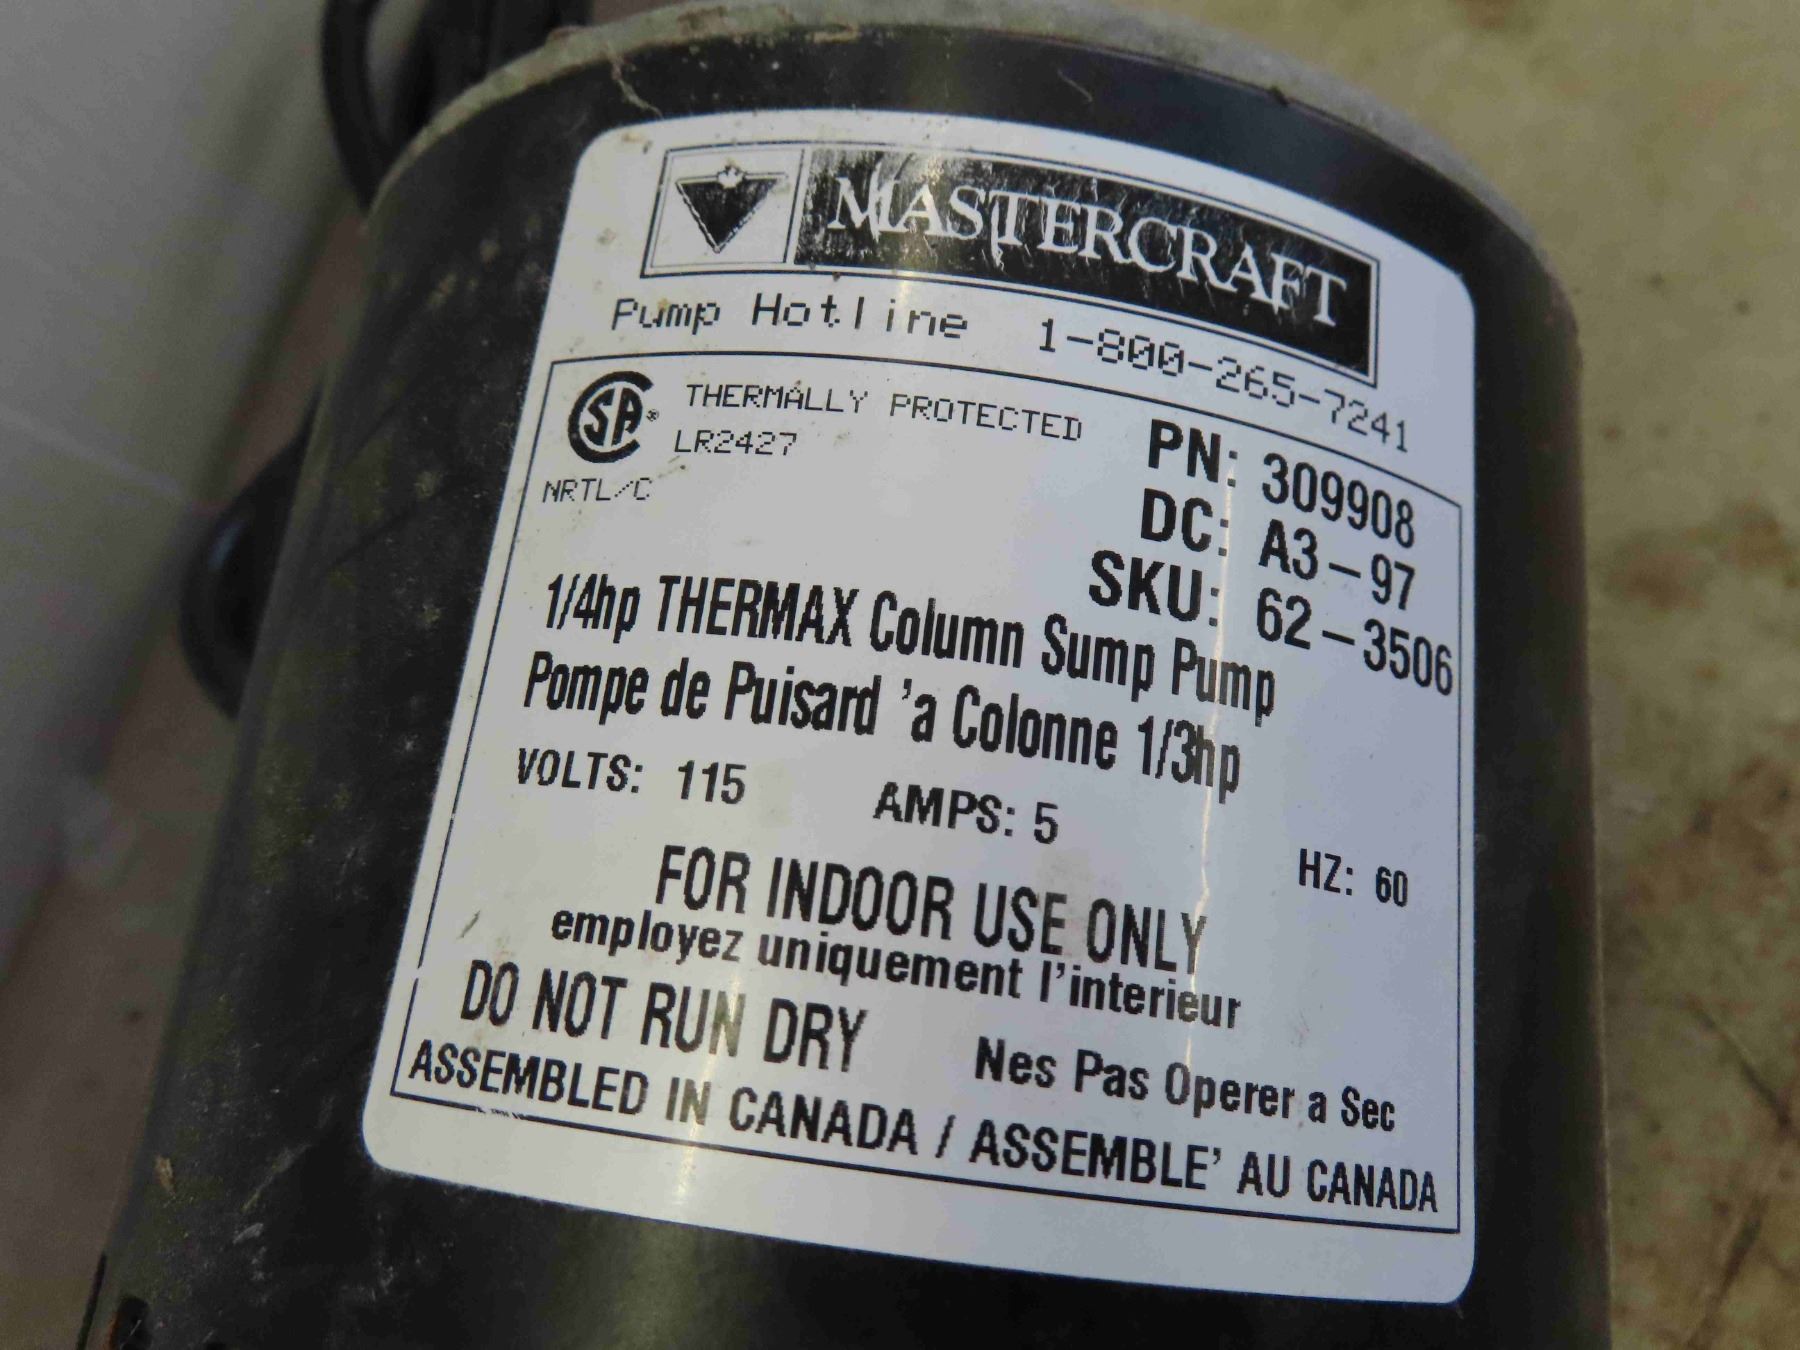 MASTERCRAFT
Pump Hotline 1-800-265-7241
SA® THERMALLY PROTECTED
LR2427
NRTL/C
PN: 309908
DC: A3-97
SKU: 62-3506
1/4hp THERMAX Column Sump Pump
Pompe de Puisard 'a Colonne 1/3hp
VOLTS: 115 AMPS: 5 HZ: 60
FOR INDOOR USE ONLY
employez uniquement l'interieur
DO NOT RUN DRY Nes Pas Operer a Sec
ASSEMBLED IN CANADA / ASSEMBLE' AU CANADA